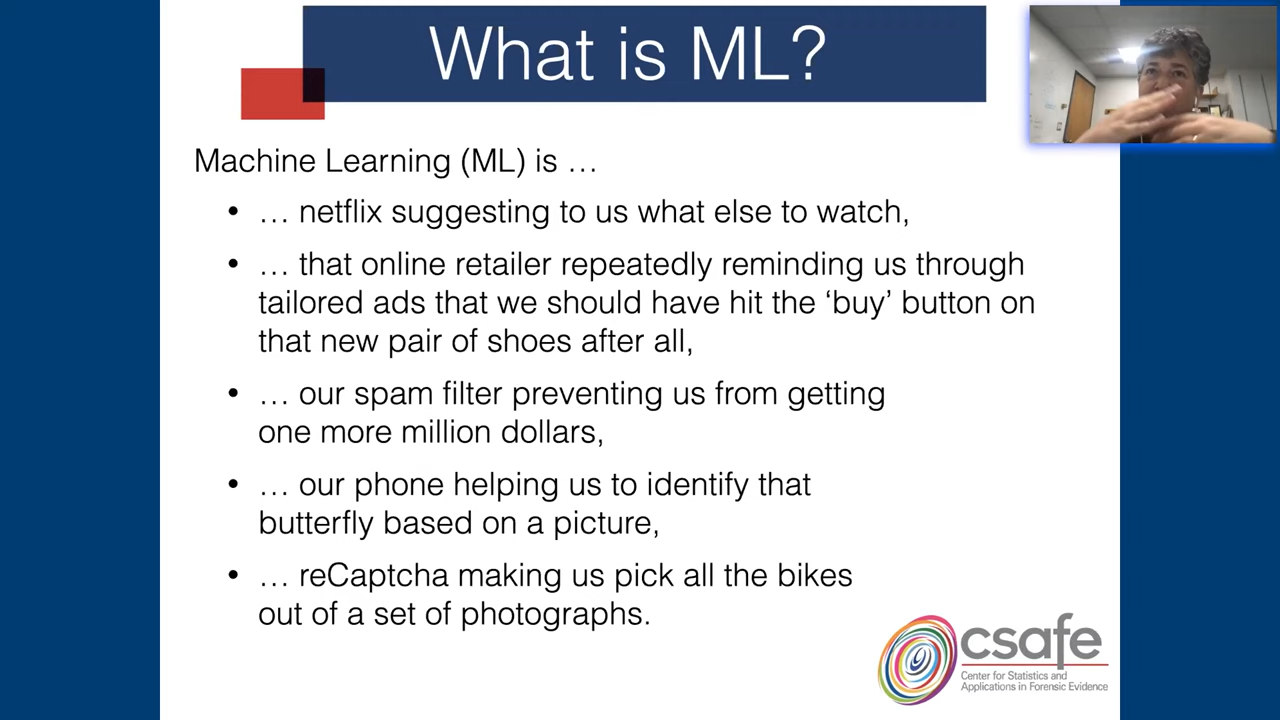 What is ML?
Machine Learning (ML) is …
• … netflix suggesting to us what else to watch,
• … that online retailer repeatedly reminding us through
tailored ads that we should have hit the ‘buy’ button on
that new pair of shoes after all,
• … our spam filter preventing us from getting
one more million dollars,
• … our phone helping us to identify that
butterfly based on a picture,
• … reCaptcha making us pick all the bikes
out of a set of photographs.
csafe
Center for Statistics and
Applications in Forensic Evidence